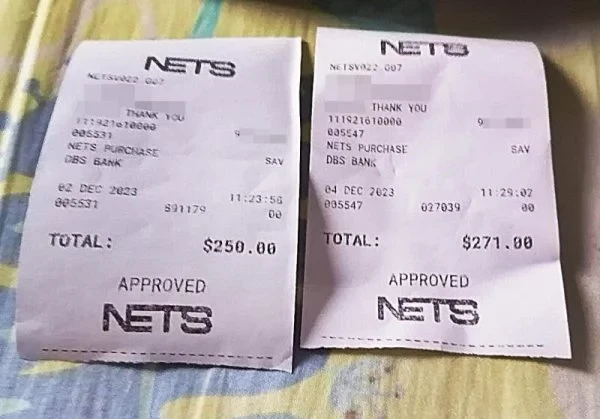 NETS
NETSV022 007
THANK YOU
111921610000 9
005531
NETS PURCHASE SAV
DBS BANK
02 DEC 2023 11:23:56
005531 891179 00
TOTAL: $250.00
APPROVED
NETS
NETS
NETSV022 007
THANK YOU
111921610000 9
005547
NETS PURCHASE SAV
DBS BANK
04 DEC 2023 11:29:02
005547 027039 00
TOTAL: $271.00
APPROVED
NETS